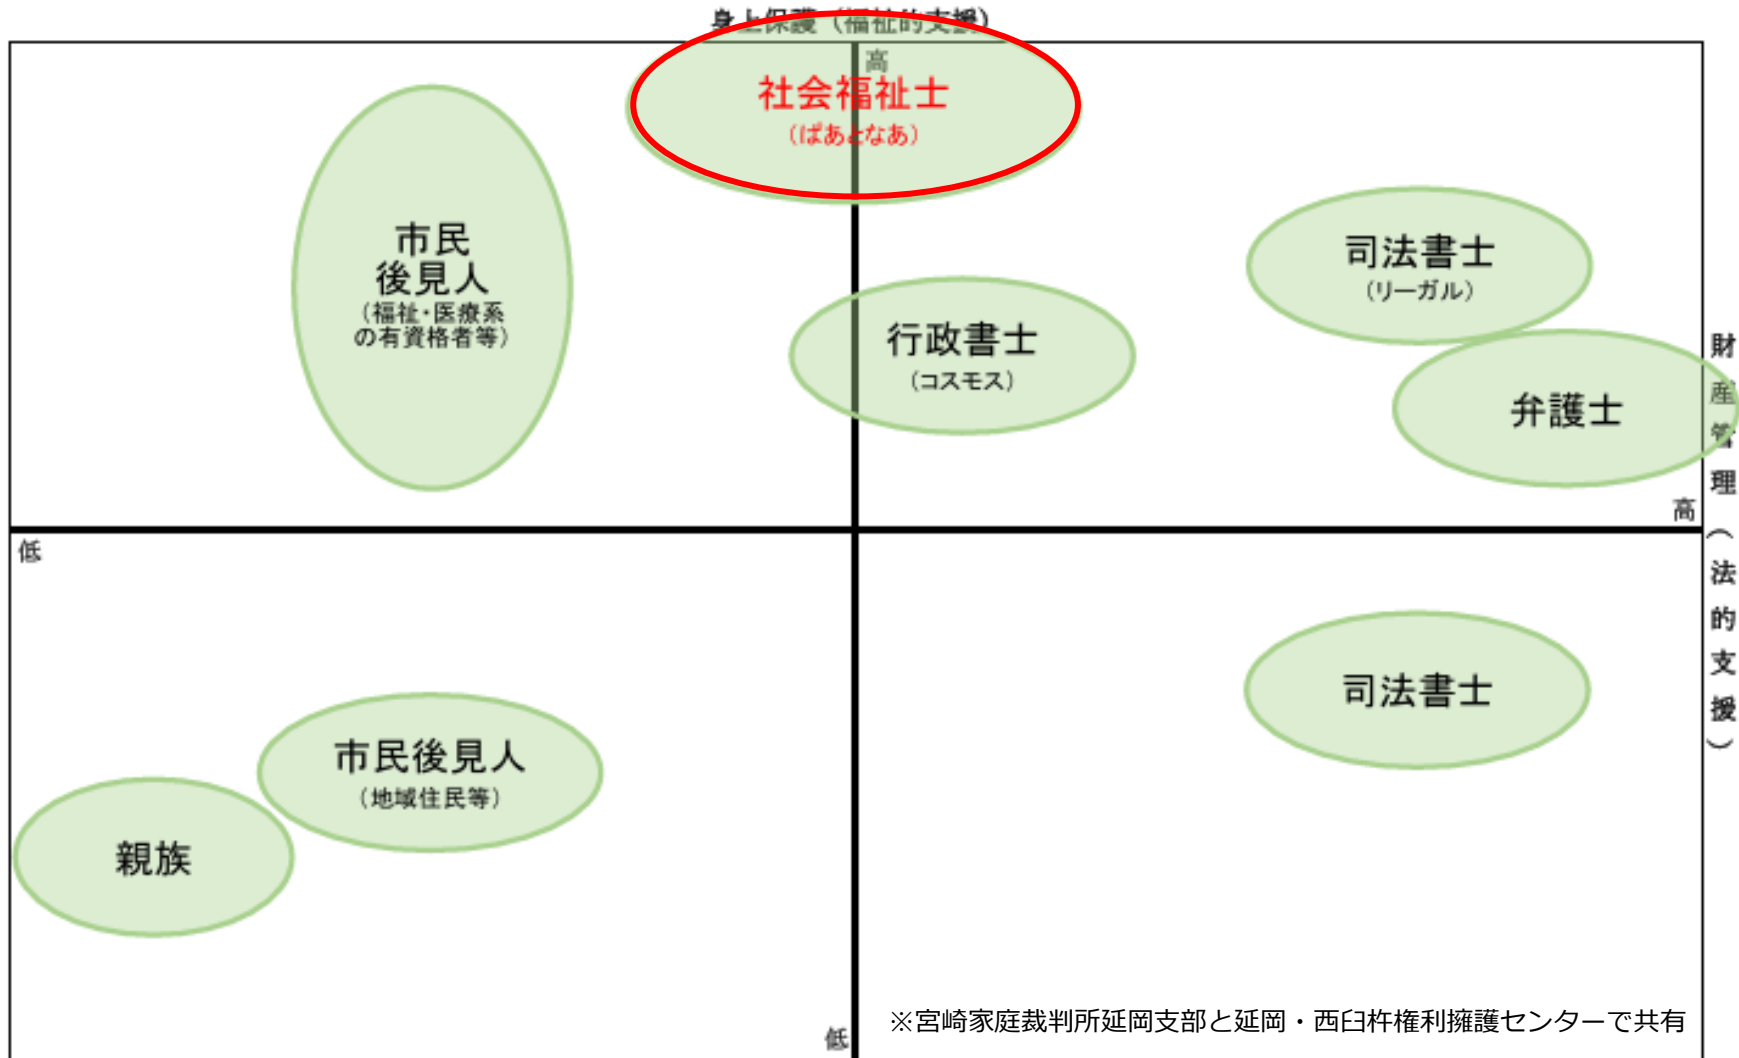 身上保護（福祉的支援）
高
社会福祉士
（ぱあとなあ）
市民
後見人
（福祉・医療系
の有資格者等）
司法書士
（リーガル）
行政書士
（コスモス）
弁護士
財産管理（法的支援）
高
低
司法書士
市民後見人
（地域住民等）
親族
※宮崎家庭裁判所延岡支部と延岡・西臼杵権利擁護センターで共有
低